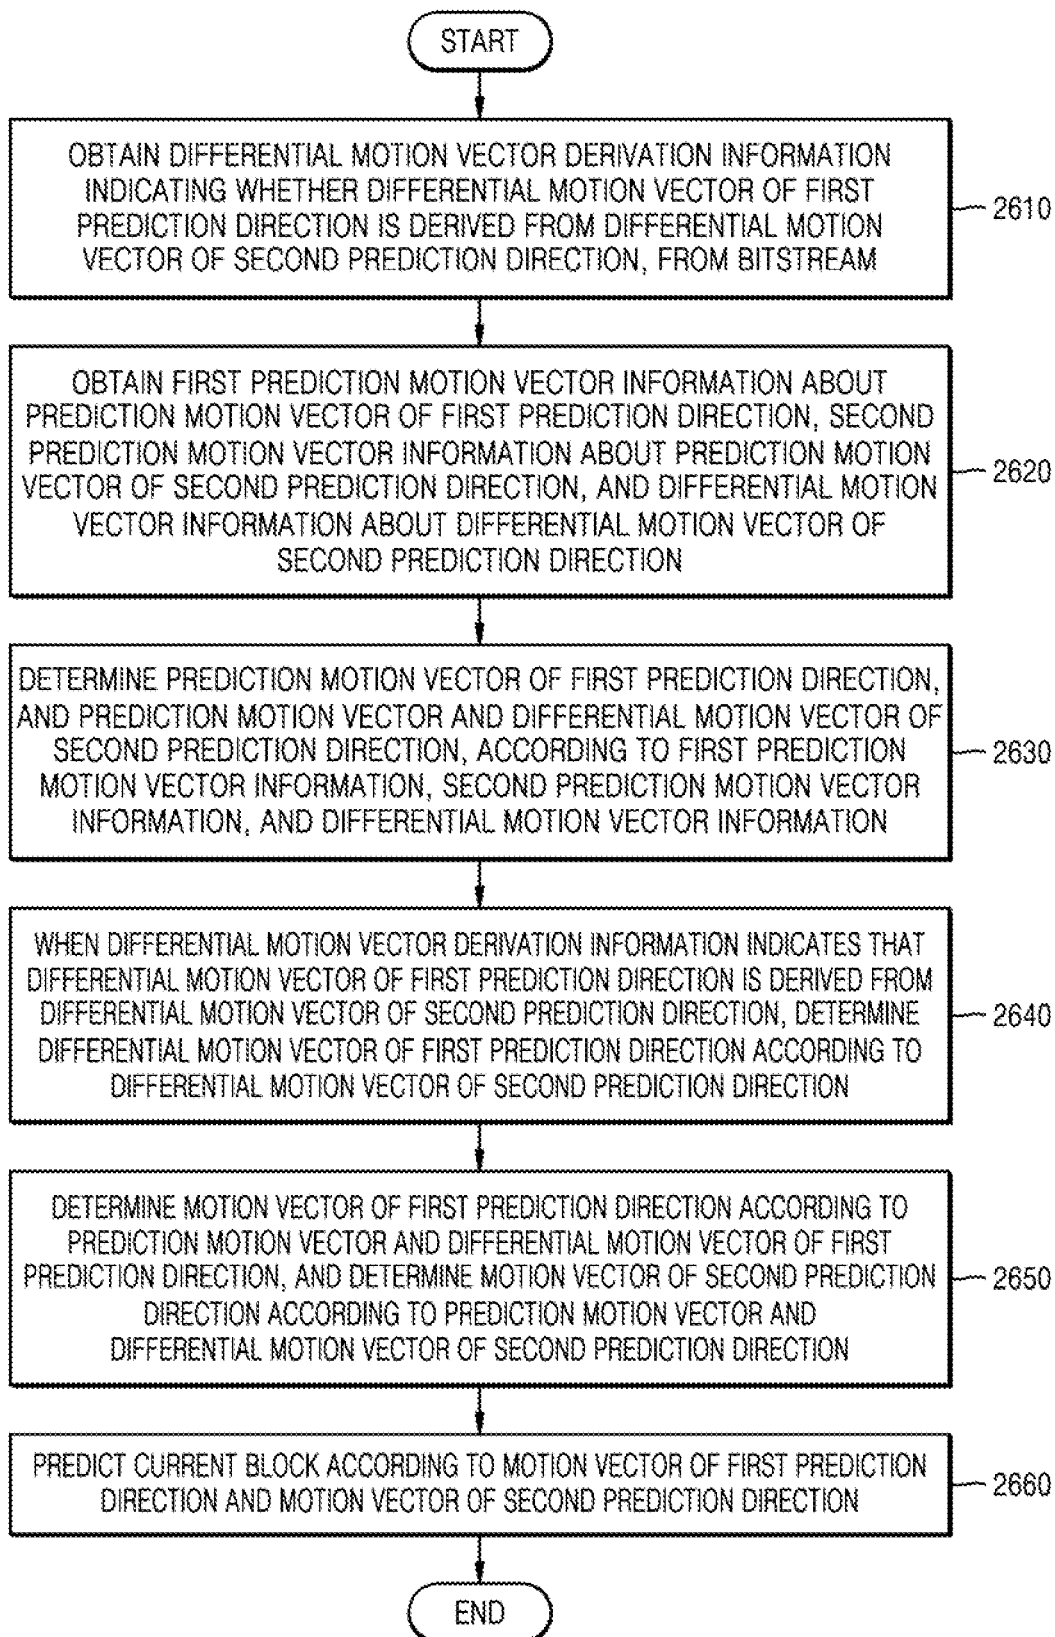 START
OBTAIN DIFFERENTIAL MOTION VECTOR DERIVATION INFORMATION
INDICATING WHETHER DIFFERENTIAL MOTION VECTOR OF FIRST
PREDICTION DIRECTION IS DERIVED FROM DIFFERENTIAL MOTION
VECTOR OF SECOND PREDICTION DIRECTION, FROM BITSTREAM
2610
OBTAIN FIRST PREDICTION MOTION VECTOR INFORMATION ABOUT
PREDICTION MOTION VECTOR OF FIRST PREDICTION DIRECTION, SECOND
PREDICTION MOTION VECTOR INFORMATION ABOUT PREDICTION MOTION
VECTOR OF SECOND PREDICTION DIRECTION, AND DIFFERENTIAL MOTION
VECTOR INFORMATION ABOUT DIFFERENTIAL MOTION VECTOR OF
SECOND PREDICTION DIRECTION
2620
DETERMINE PREDICTION MOTION VECTOR OF FIRST PREDICTION DIRECTION,
AND PREDICTION MOTION VECTOR AND DIFFERENTIAL MOTION VECTOR OF
SECOND PREDICTION DIRECTION, ACCORDING TO FIRST PREDICTION
MOTION VECTOR INFORMATION, SECOND PREDICTION MOTION VECTOR
INFORMATION, AND DIFFERENTIAL MOTION VECTOR INFORMATION
2630
WHEN DIFFERENTIAL MOTION VECTOR DERIVATION INFORMATION INDICATES THAT
DIFFERENTIAL MOTION VECTOR OF FIRST PREDICTION DIRECTION IS DERIVED FROM
DIFFERENTIAL MOTION VECTOR OF SECOND PREDICTION DIRECTION, DETERMINE
DIFFERENTIAL MOTION VECTOR OF FIRST PREDICTION DIRECTION ACCORDING TO
DIFFERENTIAL MOTION VECTOR OF SECOND PREDICTION DIRECTION
2640
DETERMINE MOTION VECTOR OF FIRST PREDICTION DIRECTION ACCORDING TO
PREDICTION MOTION VECTOR AND DIFFERENTIAL MOTION VECTOR OF FIRST
PREDICTION DIRECTION, AND DETERMINE MOTION VECTOR OF SECOND PREDICTION
DIRECTION ACCORDING TO PREDICTION MOTION VECTOR AND
DIFFERENTIAL MOTION VECTOR OF SECOND PREDICTION DIRECTION
2650
PREDICT CURRENT BLOCK ACCORDING TO MOTION VECTOR OF FIRST PREDICTION
DIRECTION AND MOTION VECTOR OF SECOND PREDICTION DIRECTION
2660
END